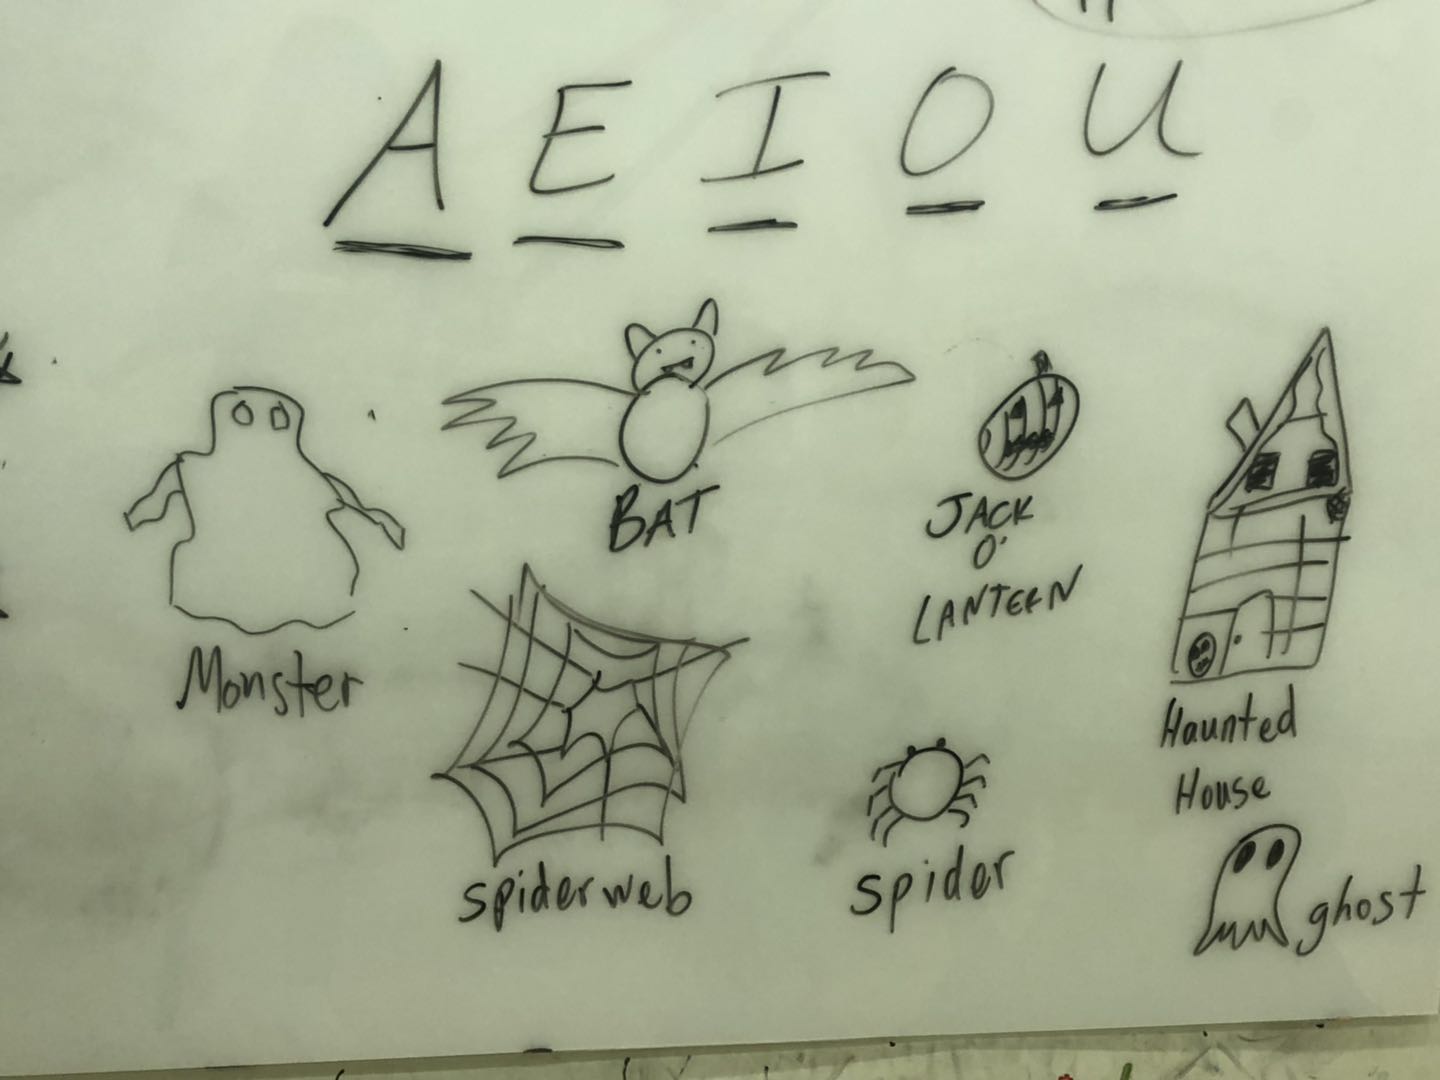 A E I O U
BAT
JACK
O'
LANTERN
Monster
Haunted
House
spiderweb
spider
ghost